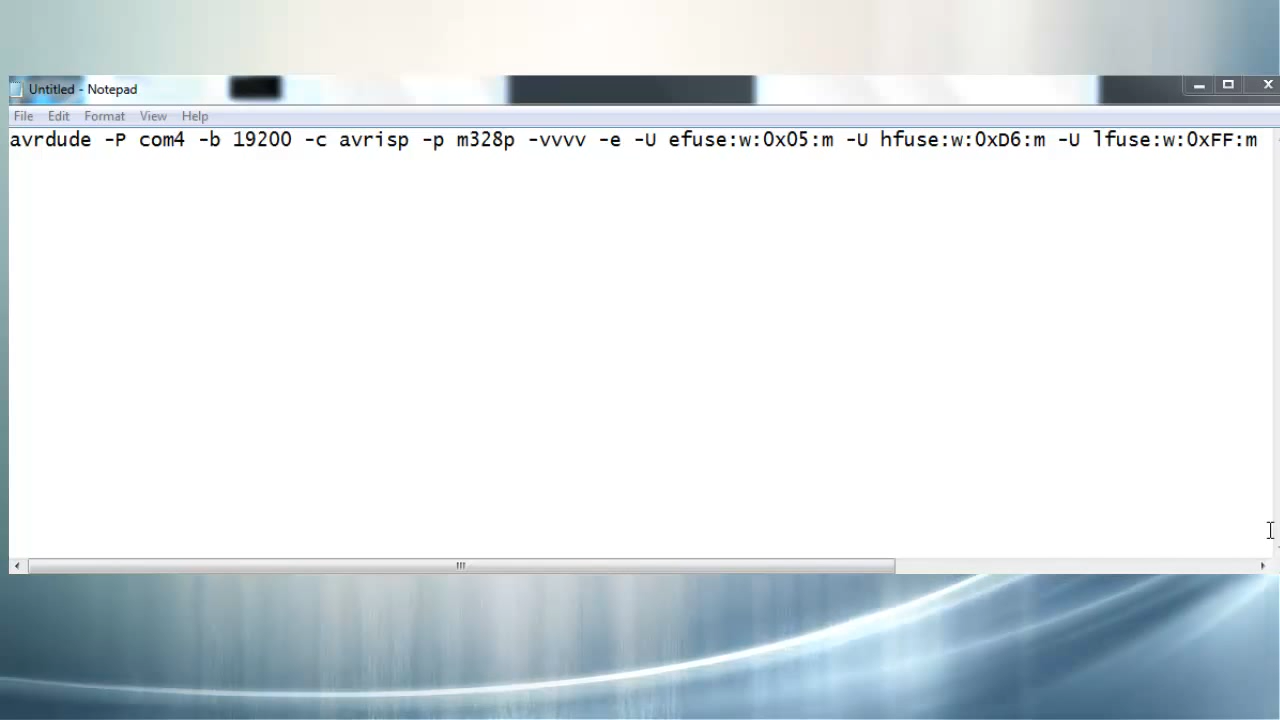 Untitled - Notepad
File Edit Format View Help
avrdude -P com4 -b 19200 -c avrisp -p m328p -vvvv -e -U efuse:w:0x05:m -U hfuse:w:0xD6:m -U lfuse:w:0xFF:m